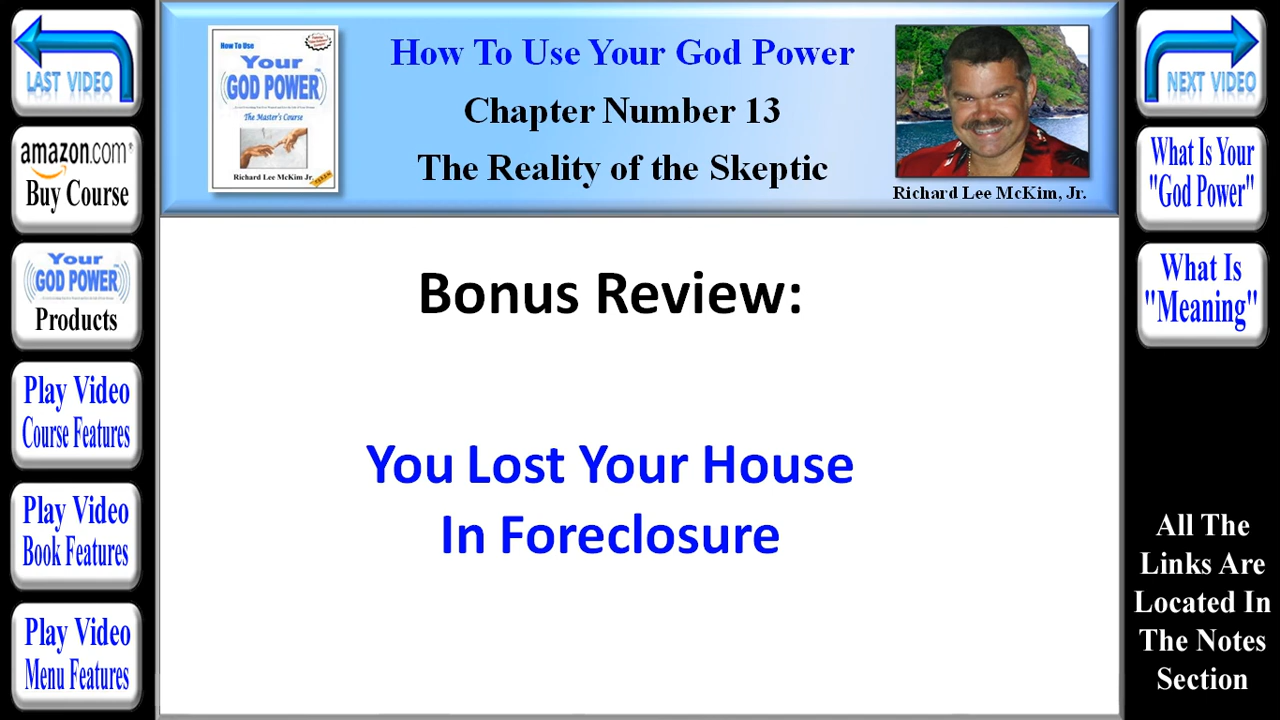 LAST VIDEO
amazon.com
Buy Course
Your
GOD POWER
Products
Play Video
Course Features
Play Video
Book Features
Play Video
Menu Features
How To Use
Your
GOD POWER
The Master's Course
Richard Lee McKim Jr.
How To Use Your God Power
Chapter Number 13
The Reality of the Skeptic
Richard Lee McKim, Jr.
Bonus Review:
You Lost Your House
In Foreclosure
NEXT VIDEO
What Is Your
"God Power"
What Is
"Meaning"
All The
Links Are
Located In
The Notes
Section